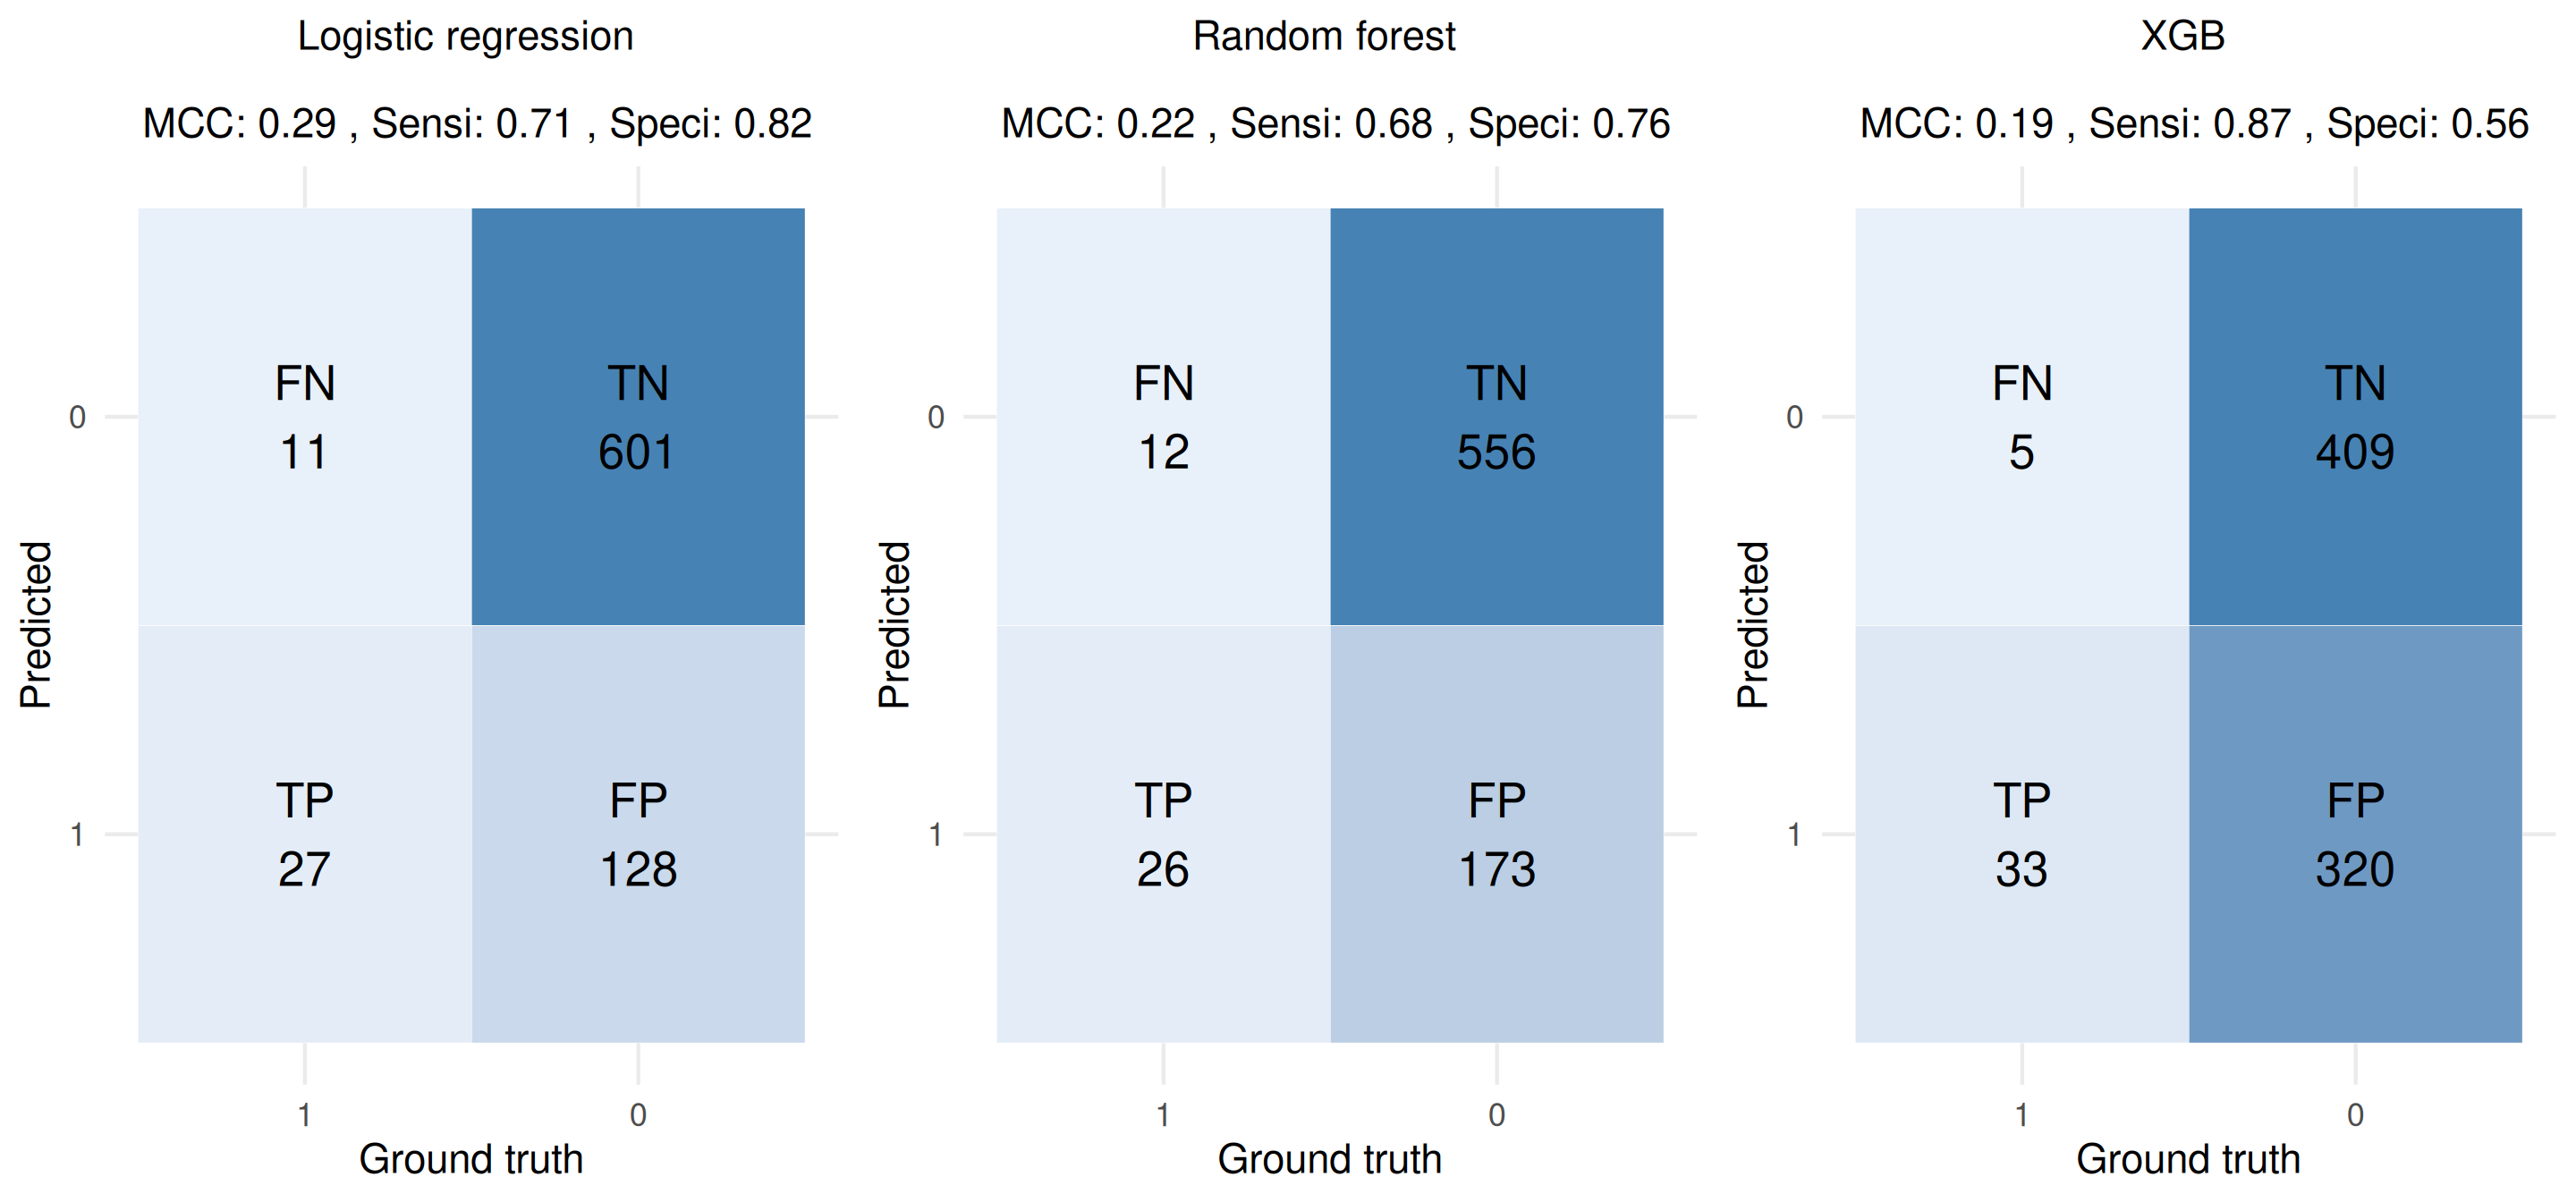 Logistic regression
MCC: 0.29 , Sensi: 0.71 , Speci: 0.82
FN
11
TN
601
0
Predicted
TP
27
FP
128
1
1
0
Ground truth
Random forest
MCC: 0.22 , Sensi: 0.68 , Speci: 0.76
FN
12
TN
556
0
Predicted
TP
26
FP
173
1
1
0
Ground truth
XGB
MCC: 0.19 , Sensi: 0.87 , Speci: 0.56
FN
5
TN
409
0
Predicted
TP
33
FP
320
1
1
0
Ground truth